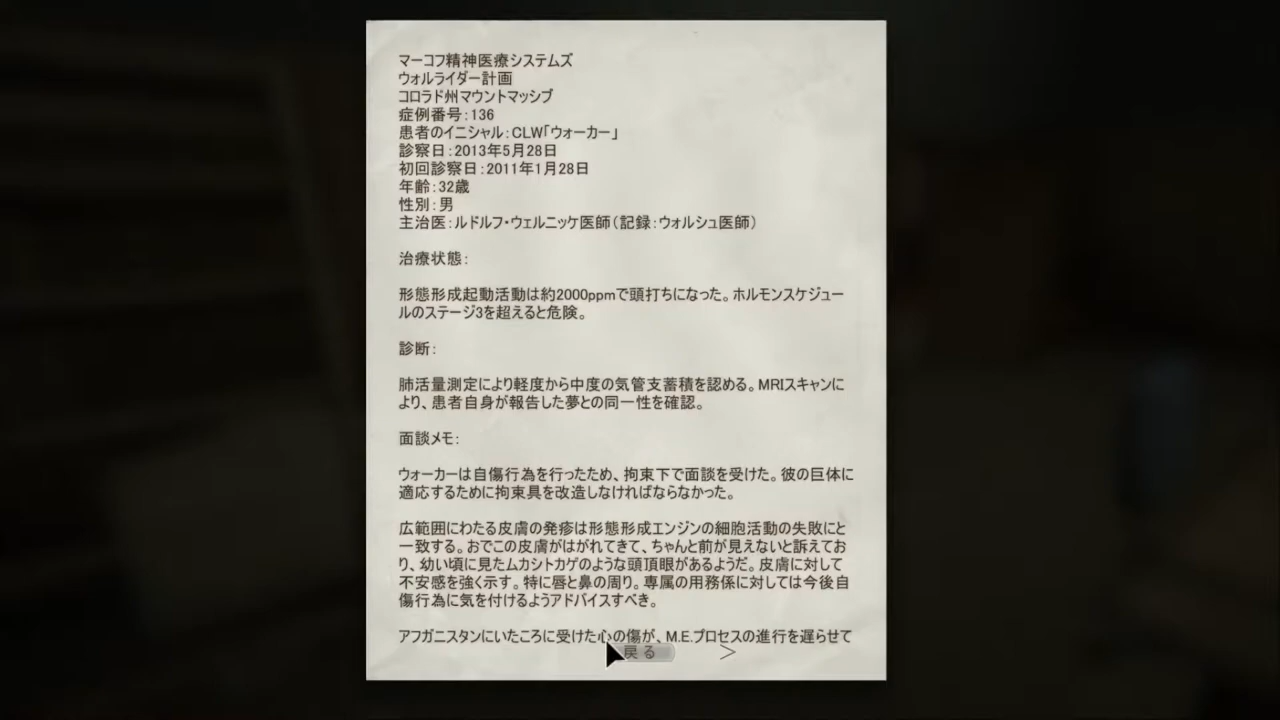 マーコフ精神医療システムズ
ウォルライダー計画
コロラド州マウントマッシブ
症例番号:136
患者のイニシャル:CLW「ウォーカー」
診察日:2013年5月28日
初回診察日:2011年1月28日
年齢:32歳
性別:男
主治医:ルドルフ・ウェルニッケ医師(記録:ウォルシュ医師)
治療状態:
形態形成起動活動は約2000ppmで頭打ちになった。ホルモンスケジュー
ルのステージ3を超えると危険。
診断:
肺活量測定により軽度から中度の気管支蓄積を認める。MRIスキャンに
より、患者自身が報告した夢との同一性を確認。
面談メモ:
ウォーカーは自傷行為を行ったため、拘束下で面談を受けた。彼の巨体に
適応するために拘束具を改造しなければならなかった。
広範囲にわたる皮膚の発疹は形態形成エンジンの細胞活動の失敗にと
一致する。おでこの皮膚がはがれてきて、ちゃんと前が見えないと訴えてお
り、幼い頃に見たムカシトカゲのような頭頂眼があるようだ。皮膚に対して
不安感を強く示す。特に唇と鼻の周り。専属の用務係に対しては今後自
傷行為に気を付けるようアドバイスすべき。
アフガニスタンにいたころに受けた心の傷が、M.E.プロセスの進行を遅らせて
戻る >